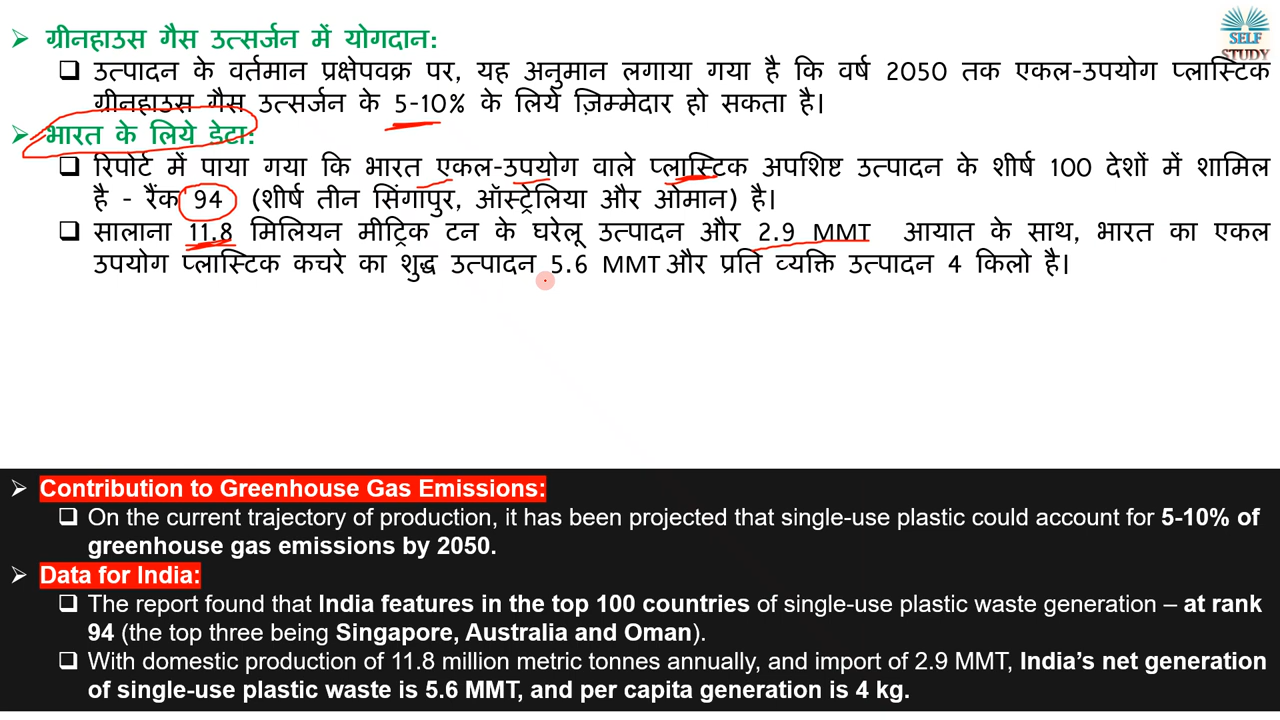 SELF
STUDY
➢ ग्रीनहाउस गैस उत्सर्जन में योगदान:
❑ उत्पादन के वर्तमान प्रक्षेपवक्र पर, यह अनुमान लगाया गया है कि वर्ष 2050 तक एकल-उपयोग प्लास्टिक
ग्रीनहाउस गैस उत्सर्जन के 5-10% के लिये ज़िम्मेदार हो सकता है।
➢ भारत के लिये डेटा:
❑ रिपोर्ट में पाया गया कि भारत एकल-उपयोग वाले प्लास्टिक अपशिष्ट उत्पादन के शीर्ष 100 देशों में शामिल
है - रैंक 94 (शीर्ष तीन सिंगापुर, ऑस्ट्रेलिया और ओमान) है।
❑ सालाना 11.8 मिलियन मीट्रिक टन के घरेलू उत्पादन और 2.9 MMT आयात के साथ, भारत का एकल
उपयोग प्लास्टिक कचरे का शुद्ध उत्पादन 5.6 MMT और प्रति व्यक्ति उत्पादन 4 किलो है।
➢ Contribution to Greenhouse Gas Emissions:
❑ On the current trajectory of production, it has been projected that single-use plastic could account for 5-10% of
greenhouse gas emissions by 2050.
➢ Data for India:
❑ The report found that India features in the top 100 countries of single-use plastic waste generation – at rank
94 (the top three being Singapore, Australia and Oman).
❑ With domestic production of 11.8 million metric tonnes annually, and import of 2.9 MMT, India’s net generation
of single-use plastic waste is 5.6 MMT, and per capita generation is 4 kg.